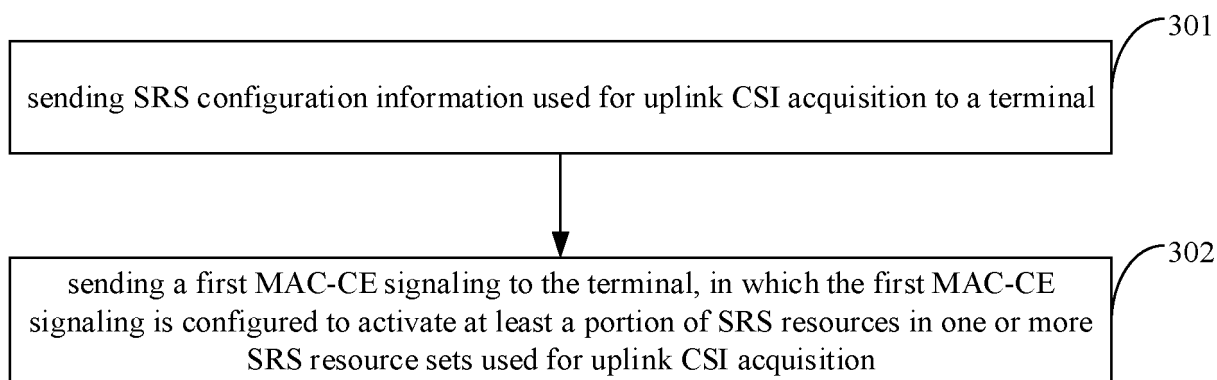 301
sending SRS configuration information used for uplink CSI acquisition to a terminal
302
sending a first MAC-CE signaling to the terminal, in which the first MAC-CE
signaling is configured to activate at least a portion of SRS resources in one or more
SRS resource sets used for uplink CSI acquisition